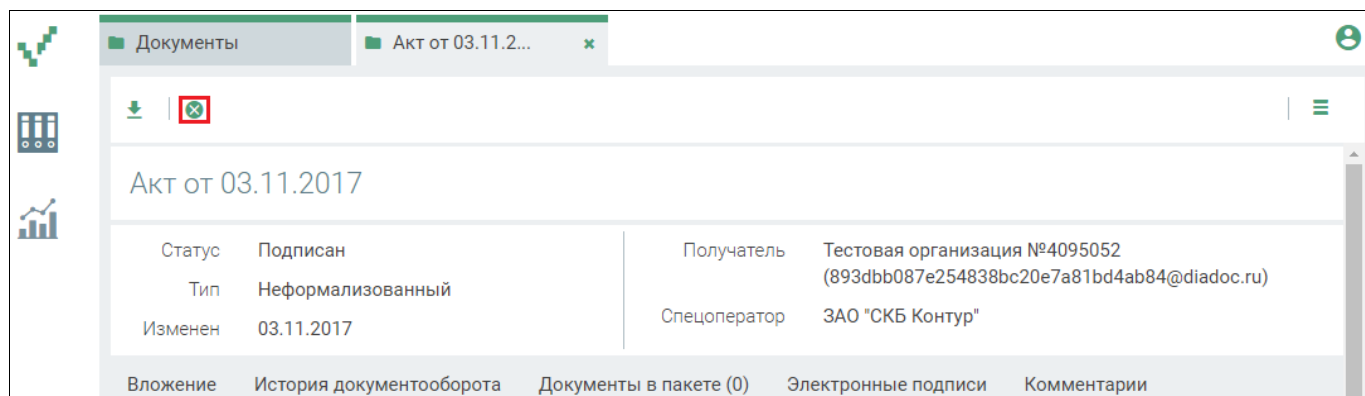 Документы
Акт от 03.11.2...
Акт от 03.11.2017
Статус Подписан
Тип Неформализованный
Изменен 03.11.2017
Получатель Тестовая организация №4095052
(893dbb087e254838bc20e7a81bd4ab84@diadoc.ru)
Спецоператор ЗАО "СКБ Контур"
Вложение История документооборота Документы в пакете (0) Электронные подписи Комментарии